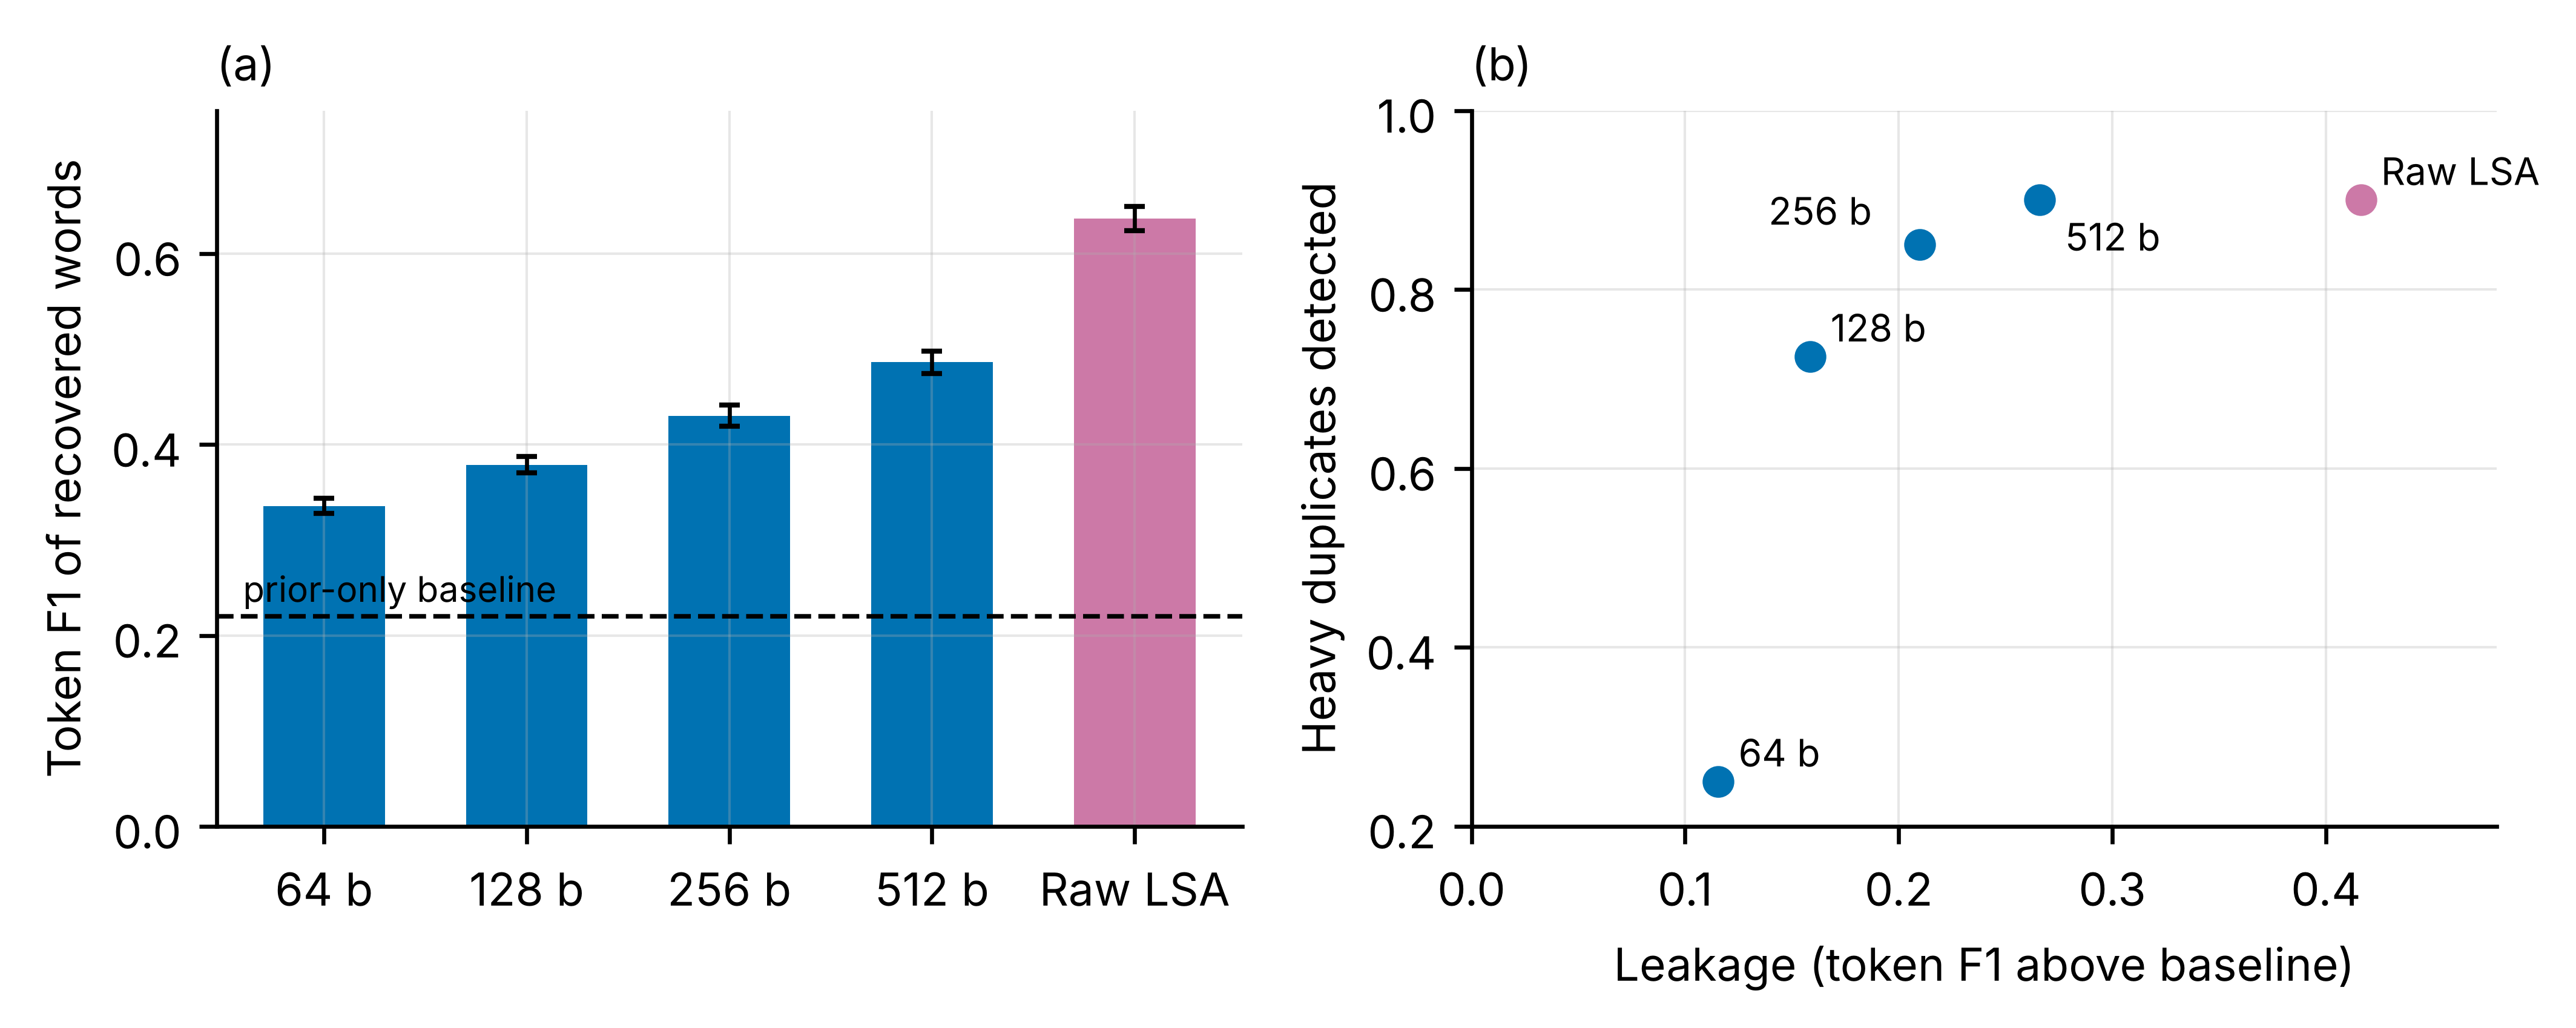 (a)
Token F1 of recovered words
0.6
0.4
0.2
0.0
prior-only baseline
64 b
128 b
256 b
512 b
Raw LSA
(b)
Heavy duplicates detected
1.0
0.8
0.6
0.4
0.2
Raw LSA
256 b
512 b
128 b
64 b
0.0
0.1
0.2
0.3
0.4
Leakage (token F1 above baseline)